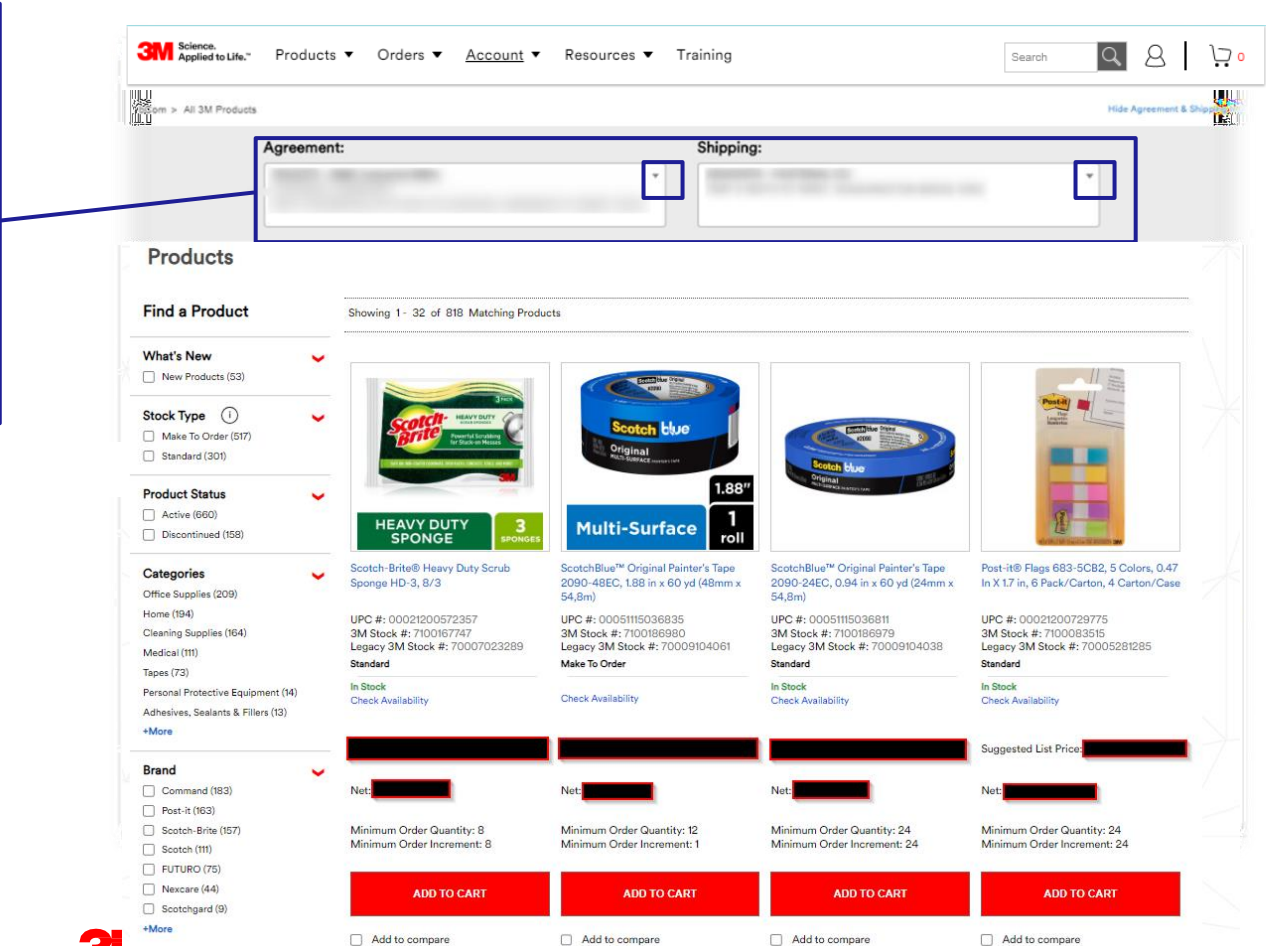 3M Science.
Applied to Life.™
Products ▼ Orders ▼ Account ▼ Resources ▼ Training
Search
0
> All 3M Products
Hide Agreement &
Agreement:
Shipping:
Products
Find a Product
Showing 1 - 32 of 818 Matching Products
What's New
New Products (53)
Stock Type
Make To Order (517)
Standard (301)
Product Status
Active (660)
Discontinued (158)
Categories
Office Supplies (209)
Home (194)
Cleaning Supplies (164)
Medical (111)
Tapes (73)
Personal Protective Equipment (14)
Adhesives, Sealants & Fillers (13)
+More
Brand
Command (183)
Post-it (163)
Scotch-Brite (157)
Scotch (111)
FUTURO (75)
Nexcare (44)
Scotchgard (9)
+More
Scotch-Brite
HEAVY DUTY
Powerful Scrubbing
for Stuck-on Messes
3M
HEAVY DUTY
SPONGE
3
SPONGES
Scotch-Brite® Heavy Duty Scrub
Sponge HD-3, 8/3
UPC #: 00021200572357
3M Stock #: 7100167747
Legacy 3M Stock #: 70007023289
Standard
In Stock
Check Availability
Net:
Minimum Order Quantity: 8
Minimum Order Increment: 8
ADD TO CART
Add to compare
Scotch blue
Original
MULTI-SURFACE PAINTER'S TAPE
1.88"
Multi-Surface
1
roll
ScotchBlue™ Original Painter's Tape
2090-48EC, 1.88 in x 60 yd (48mm x
54,8m)
UPC #: 00051115036835
3M Stock #: 7100186980
Legacy 3M Stock #: 70009104061
Make To Order
Check Availability
Net:
Minimum Order Quantity: 12
Minimum Order Increment: 1
ADD TO CART
Add to compare
Scotch blue
Original
ScotchBlue™ Original Painter's Tape
2090-24EC, 0.94 in x 60 yd (24mm x
54,8m)
UPC #: 00051115036811
3M Stock #: 7100186979
Legacy 3M Stock #: 70009104038
Standard
In Stock
Check Availability
Net:
Minimum Order Quantity: 24
Minimum Order Increment: 24
ADD TO CART
Add to compare
Post-it
Flags
Post-it® Flags 683-5CB2, 5 Colors, 0.47
In X 1.7 in, 6 Pack/Carton, 4 Carton/Case
UPC #: 00021200729775
3M Stock #: 7100083515
Legacy 3M Stock #: 70005281285
Standard
In Stock
Check Availability
Suggested List Price:
Net:
Minimum Order Quantity: 24
Minimum Order Increment: 24
ADD TO CART
Add to compare